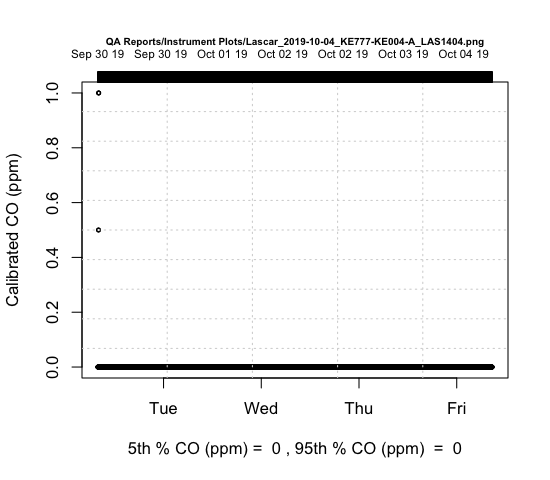 QA Reports/Instrument Plots/Lascar_2019-10-04_KE777-KE004-A_LAS1404.png
Sep 30 19 Sep 30 19 Oct 01 19 Oct 02 19 Oct 02 19 Oct 03 19 Oct 04 19
1.0
0.8
0.6
0.4
0.2
0.0
Calibrated CO (ppm)
Tue Wed Thu Fri
5th % CO (ppm) = 0 , 95th % CO (ppm) = 0